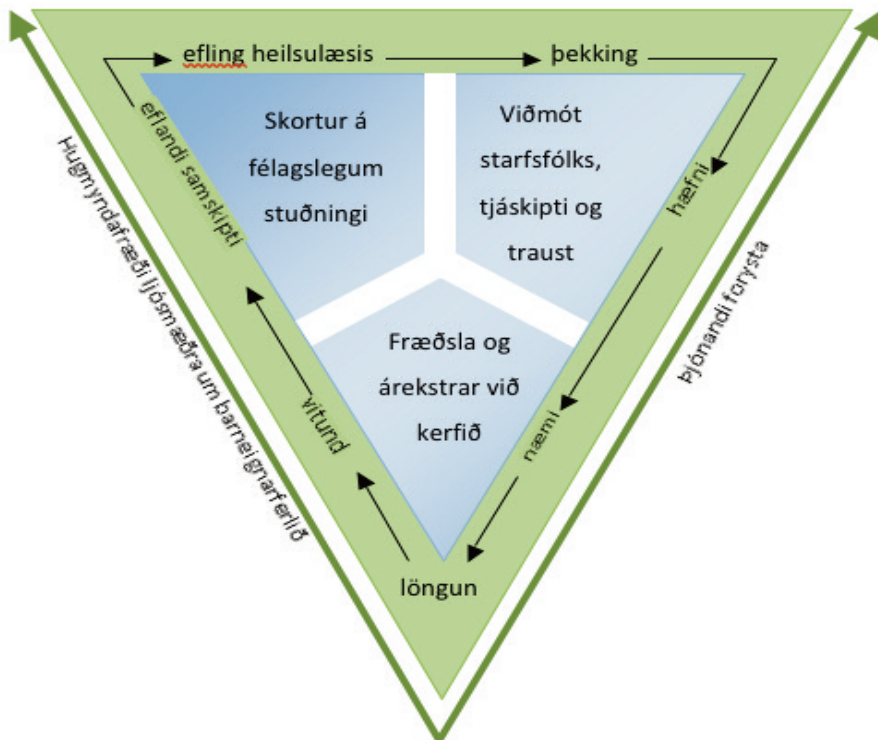 efling heilsulæsis
þekking
eflandi samskipti
Skortur á
félagslegum
stuðningi
Viðmót
starfsfólks,
tjáskipti og
traust
hæfni
Hugmyndafræði ljósmæðra um barneignarferlið
Þjónandi forysta
Fræðsla og
árekstrar við
kerfið
vitund
næmi
löngun